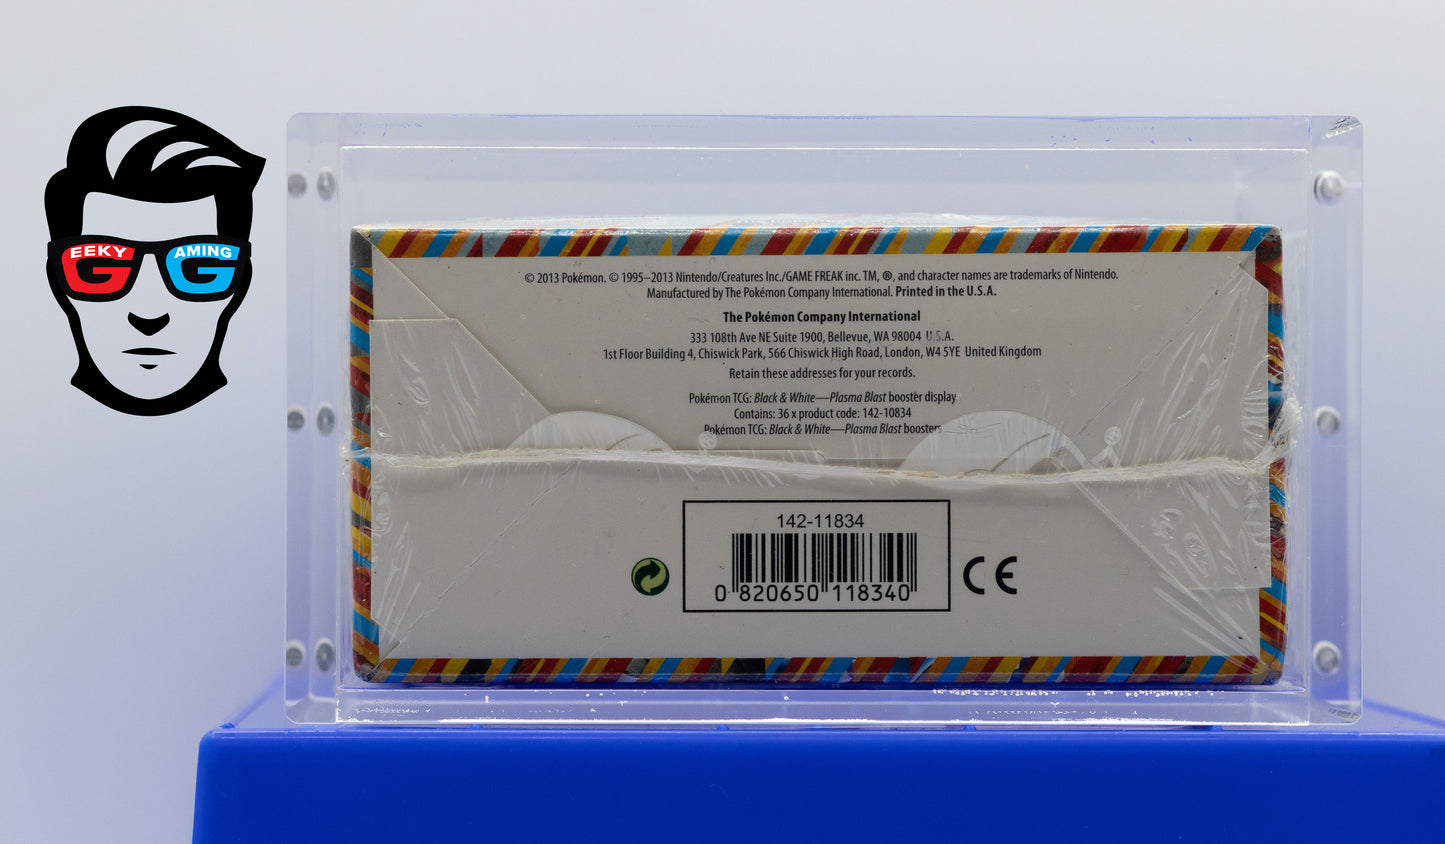 EEKY AMING
G G
© 2013 Pokémon. © 1995–2013 Nintendo/Creatures Inc./GAME FREAK inc. TM, ®, and character names are trademarks of Nintendo.
Manufactured by The Pokémon Company International. Printed in the U.S.A.
The Pokémon Company International
333 108th Ave NE Suite 1900, Bellevue, WA 98004 U.S.A.
1st Floor Building 4, Chiswick Park, 566 Chiswick High Road, London, W4 5YE United Kingdom
Retain these addresses for your records.
Pokémon TCG: Black & White—Plasma Blast booster display
Contains: 36 x product code: 142-10834
Pokémon TCG: Black & White—Plasma Blast boosters
142-11834
0 820650 118340
CE